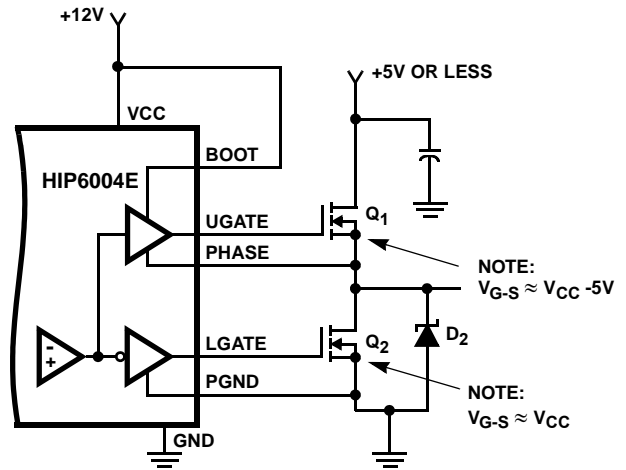 +12V
+5V OR LESS
VCC
BOOT
HIP6004E
UGATE
Q1
PHASE
NOTE:
VG-S ≈ VCC -5V
- +
LGATE
Q2
D2
PGND
NOTE:
VG-S ≈ VCC
GND